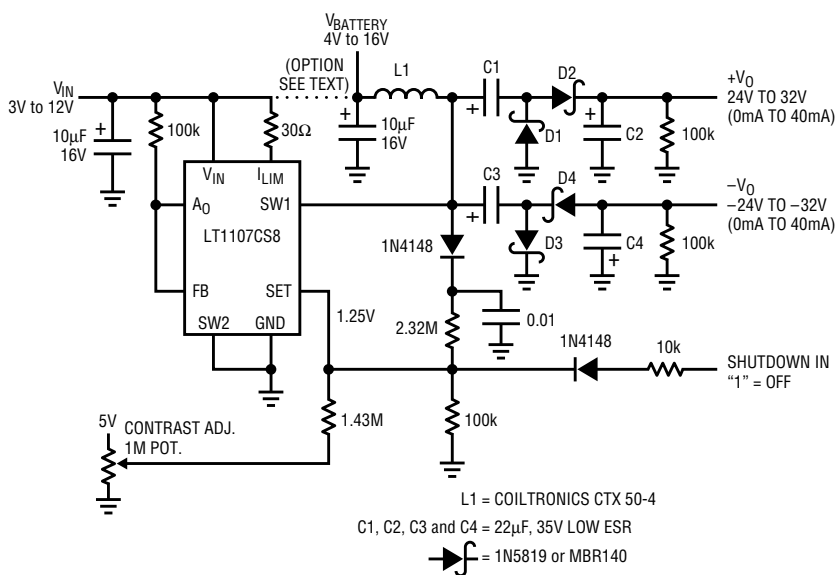 VBATTERY
4V to 16V
(OPTION
SEE TEXT)
L1
C1
D2
+VO
24V TO 32V
(0mA TO 40mA)
VIN
3V to 12V
+
10µF
16V
100k
30Ω
+
10µF
16V
+
D1
+
C2
100k
VIN
ILIM
C3
D4
–VO
–24V TO –32V
(0mA TO 40mA)
AO
SW1
LT1107CS8
+
1N4148
D3
C4
+
100k
FB
SET
1.25V
2.32M
0.01
SW2
GND
1N4148
10k
SHUTDOWN IN
“1” = OFF
5V
CONTRAST ADJ.
1M POT.
1.43M
100k
L1 = COILTRONICS CTX 50-4
C1, C2, C3 and C4 = 22µF, 35V LOW ESR
= 1N5819 or MBR140